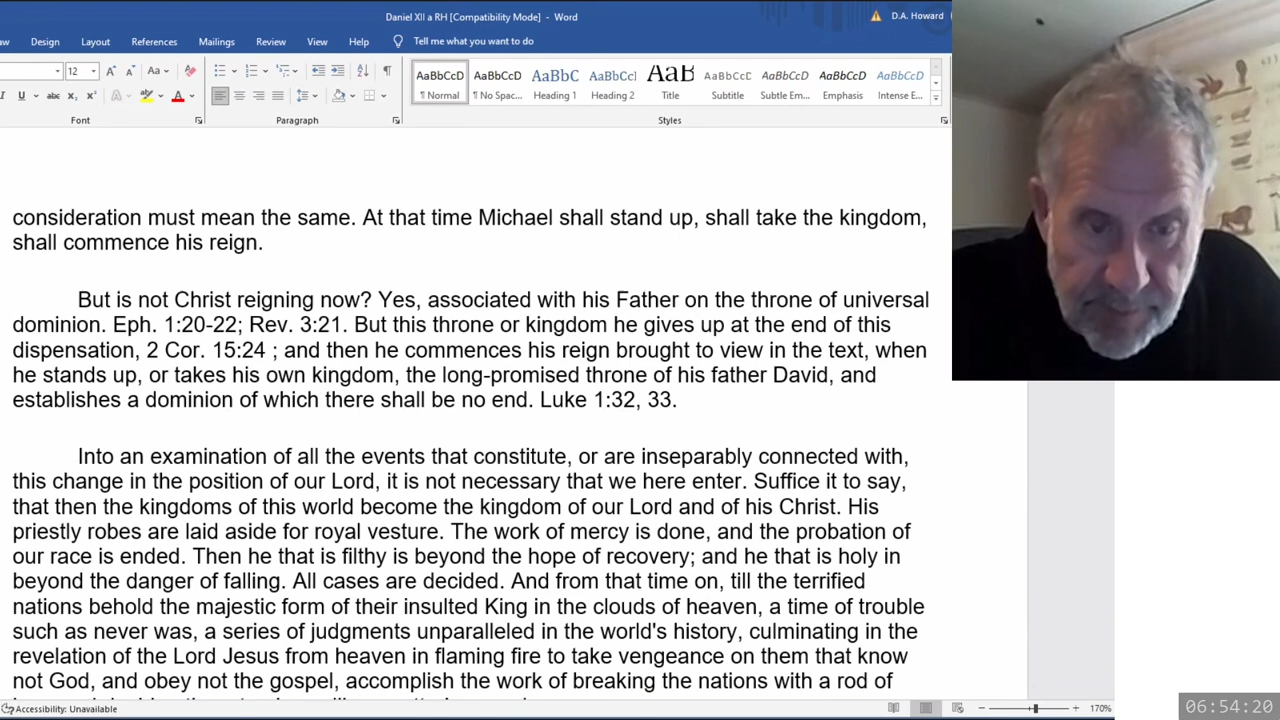 Daniel XII a RH [Compatibility Mode] - Word
D.A. Howard
aw Design Layout References Mailings Review View Help Tell me what you want to do
12
Aa
AaBbCcD AaBbCcD AaBbC AaBbCcI AaB AaBbCcD AaBbCcD AaBbCcD AaBbCcD
¶ Normal ¶ No Spac... Heading 1 Heading 2 Title Subtitle Subtle Em... Emphasis Intense E...
Font Paragraph Styles
consideration must mean the same. At that time Michael shall stand up, shall take the kingdom,
shall commence his reign.
But is not Christ reigning now? Yes, associated with his Father on the throne of universal
dominion. Eph. 1:20-22; Rev. 3:21. But this throne or kingdom he gives up at the end of this
dispensation, 2 Cor. 15:24 ; and then he commences his reign brought to view in the text, when
he stands up, or takes his own kingdom, the long-promised throne of his father David, and
establishes a dominion of which there shall be no end. Luke 1:32, 33.
Into an examination of all the events that constitute, or are inseparably connected with,
this change in the position of our Lord, it is not necessary that we here enter. Suffice it to say,
that then the kingdoms of this world become the kingdom of our Lord and of his Christ. His
priestly robes are laid aside for royal vesture. The work of mercy is done, and the probation of
our race is ended. Then he that is filthy is beyond the hope of recovery; and he that is holy in
beyond the danger of falling. All cases are decided. And from that time on, till the terrified
nations behold the majestic form of their insulted King in the clouds of heaven, a time of trouble
such as never was, a series of judgments unparalleled in the world's history, culminating in the
revelation of the Lord Jesus from heaven in flaming fire to take vengeance on them that know
not God, and obey not the gospel, accomplish the work of breaking the nations with a rod of
Accessibility: Unavailable
170%
06:54:20